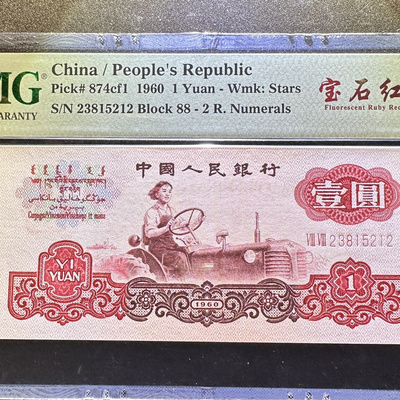 MG
ARANTY
China / People's Republic
Pick# 874cf1 1960 1 Yuan - Wmk: Stars
S/N 23815212 Block 88 - 2 R. Numerals
宝石红
Fluorescent Ruby Red
中國人民銀行
壹圓
VIII VIII 23815212
YI
YUAN
1960
1